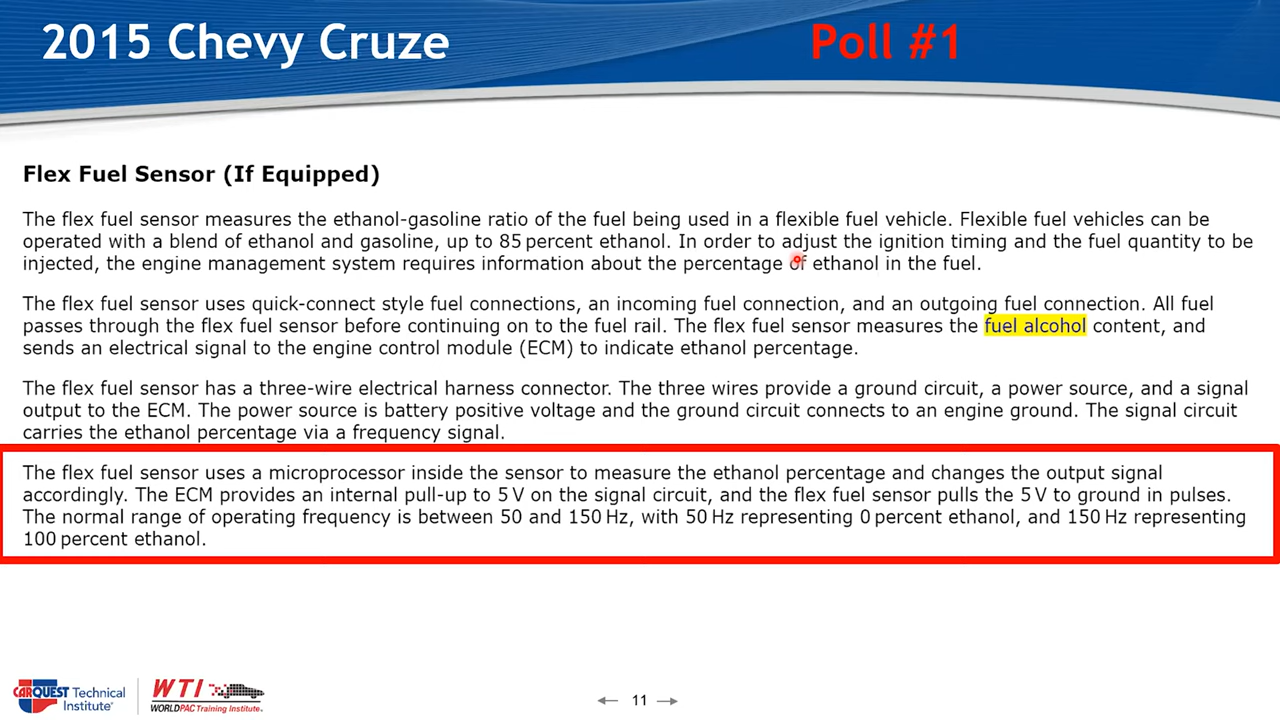 2015 Chevy Cruze
Poll #1
Flex Fuel Sensor (If Equipped)
The flex fuel sensor measures the ethanol-gasoline ratio of the fuel being used in a flexible fuel vehicle. Flexible fuel vehicles can be
operated with a blend of ethanol and gasoline, up to 85 percent ethanol. In order to adjust the ignition timing and the fuel quantity to be
injected, the engine management system requires information about the percentage of ethanol in the fuel.
The flex fuel sensor uses quick-connect style fuel connections, an incoming fuel connection, and an outgoing fuel connection. All fuel
passes through the flex fuel sensor before continuing on to the fuel rail. The flex fuel sensor measures the fuel alcohol content, and
sends an electrical signal to the engine control module (ECM) to indicate ethanol percentage.
The flex fuel sensor has a three-wire electrical harness connector. The three wires provide a ground circuit, a power source, and a signal
output to the ECM. The power source is battery positive voltage and the ground circuit connects to an engine ground. The signal circuit
carries the ethanol percentage via a frequency signal.
The flex fuel sensor uses a microprocessor inside the sensor to measure the ethanol percentage and changes the output signal
accordingly. The ECM provides an internal pull-up to 5 V on the signal circuit, and the flex fuel sensor pulls the 5 V to ground in pulses.
The normal range of operating frequency is between 50 and 150 Hz, with 50 Hz representing 0 percent ethanol, and 150 Hz representing
100 percent ethanol.
CARQUEST Technical
Institute
WTI
WORLDPAC Training Institute
11